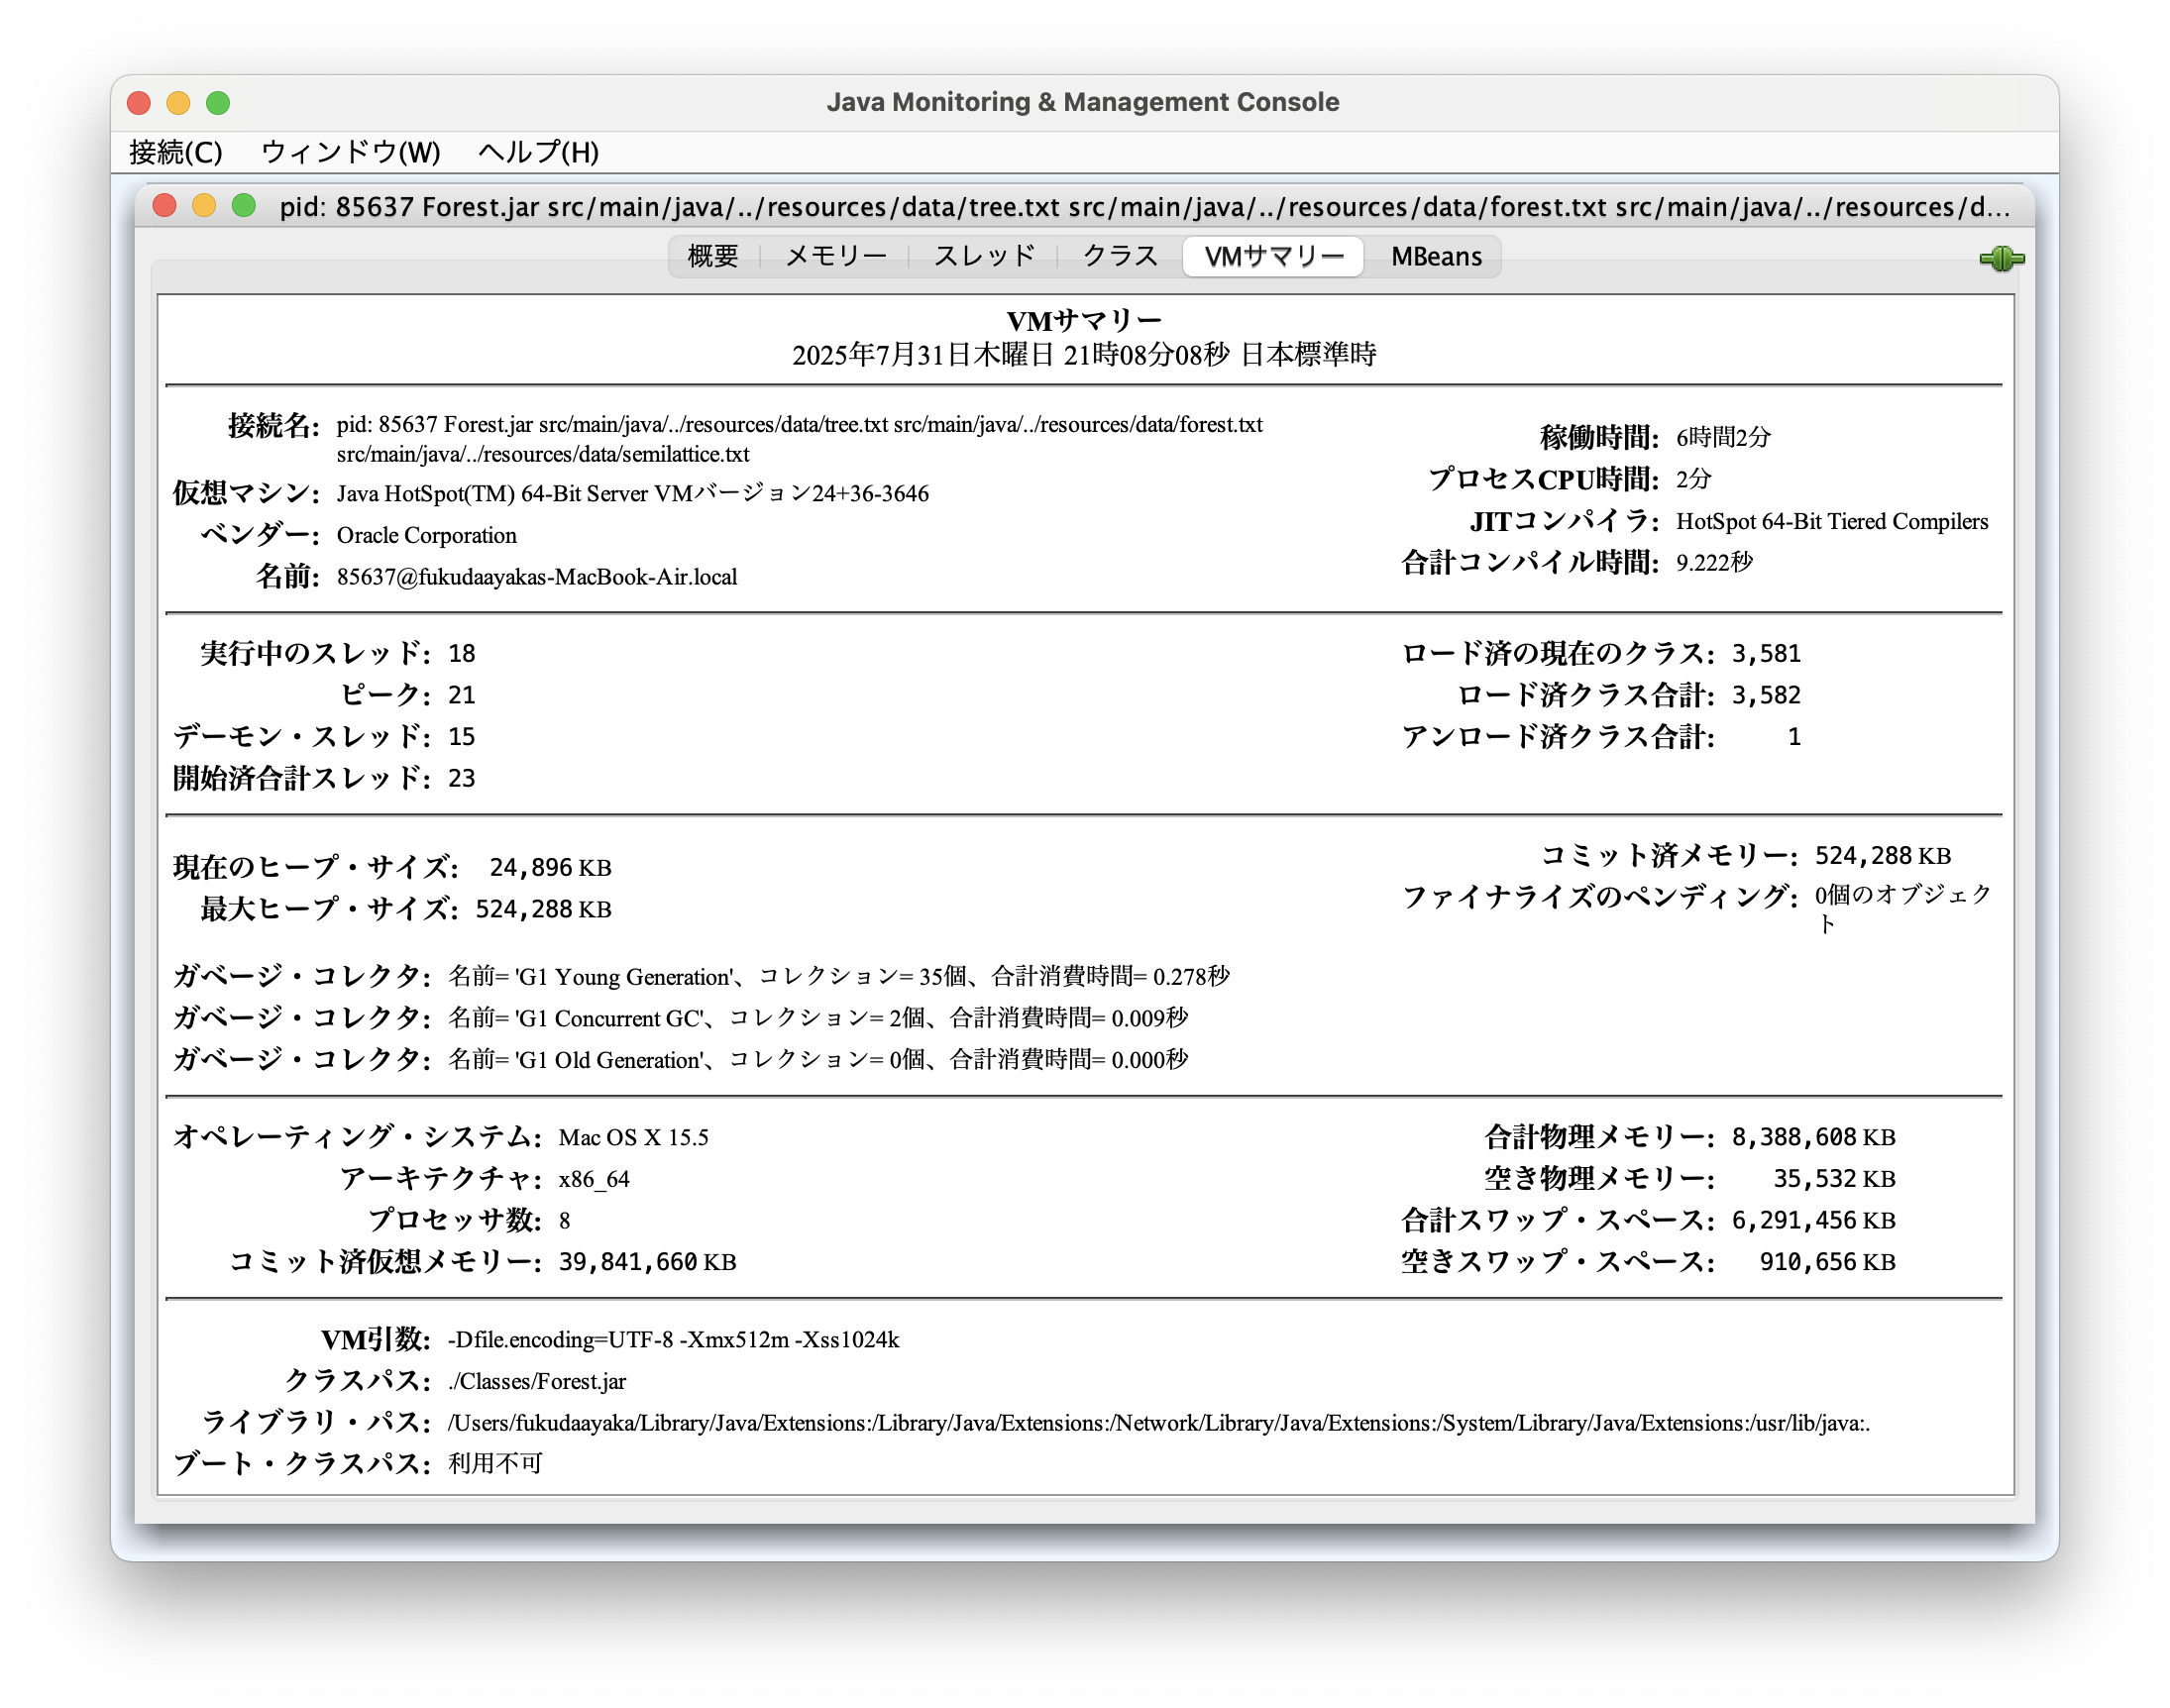 Java Monitoring & Management Console
接続(C) ウィンドウ(W) ヘルプ(H)
pid: 85637 Forest.jar src/main/java/../resources/data/tree.txt src/main/java/../resources/data/forest.txt src/main/java/../resources/d...
概要 メモリー スレッド クラス VMサマリー MBeans
VMサマリー
2025年7月31日木曜日 21時08分08秒 日本標準時
接続名: pid: 85637 Forest.jar src/main/java/../resources/data/tree.txt src/main/java/../resources/data/forest.txt
src/main/java/../resources/data/semilattice.txt
仮想マシン: Java HotSpot(TM) 64-Bit Server VMバージョン24+36-3646
ベンダー: Oracle Corporation
名前: 85637@fukudaayakas-MacBook-Air.local
稼働時間: 6時間2分
プロセスCPU時間: 2分
JITコンパイラ: HotSpot 64-Bit Tiered Compilers
合計コンパイル時間: 9.222秒
実行中のスレッド: 18
ピーク: 21
デーモン・スレッド: 15
開始済合計スレッド: 23
ロード済の現在のクラス: 3,581
ロード済クラス合計: 3,582
アンロード済クラス合計: 1
現在のヒープ・サイズ: 24,896 KB
最大ヒープ・サイズ: 524,288 KB
コミット済メモリー: 524,288 KB
ファイナライズのペンディング: 0個のオブジェク
ト
ガベージ・コレクタ: 名前= 'G1 Young Generation'、コレクション= 35個、合計消費時間= 0.278秒
ガベージ・コレクタ: 名前= 'G1 Concurrent GC'、コレクション= 2個、合計消費時間= 0.009秒
ガベージ・コレクタ: 名前= 'G1 Old Generation'、コレクション= 0個、合計消費時間= 0.000秒
オペレーティング・システム: Mac OS X 15.5
アーキテクチャ: x86_64
プロセッサ数: 8
コミット済仮想メモリー: 39,841,660 KB
合計物理メモリー: 8,388,608 KB
空き物理メモリー: 35,532 KB
合計スワップ・スペース: 6,291,456 KB
空きスワップ・スペース: 910,656 KB
VM引数: -Dfile.encoding=UTF-8 -Xmx512m -Xss1024k
クラスパス: ./Classes/Forest.jar
ライブラリ・パス: /Users/fukudaayaka/Library/Java/Extensions:/Library/Java/Extensions:/Network/Library/Java/Extensions:/System/Library/Java/Extensions:/usr/lib/java:.
ブート・クラスパス: 利用不可